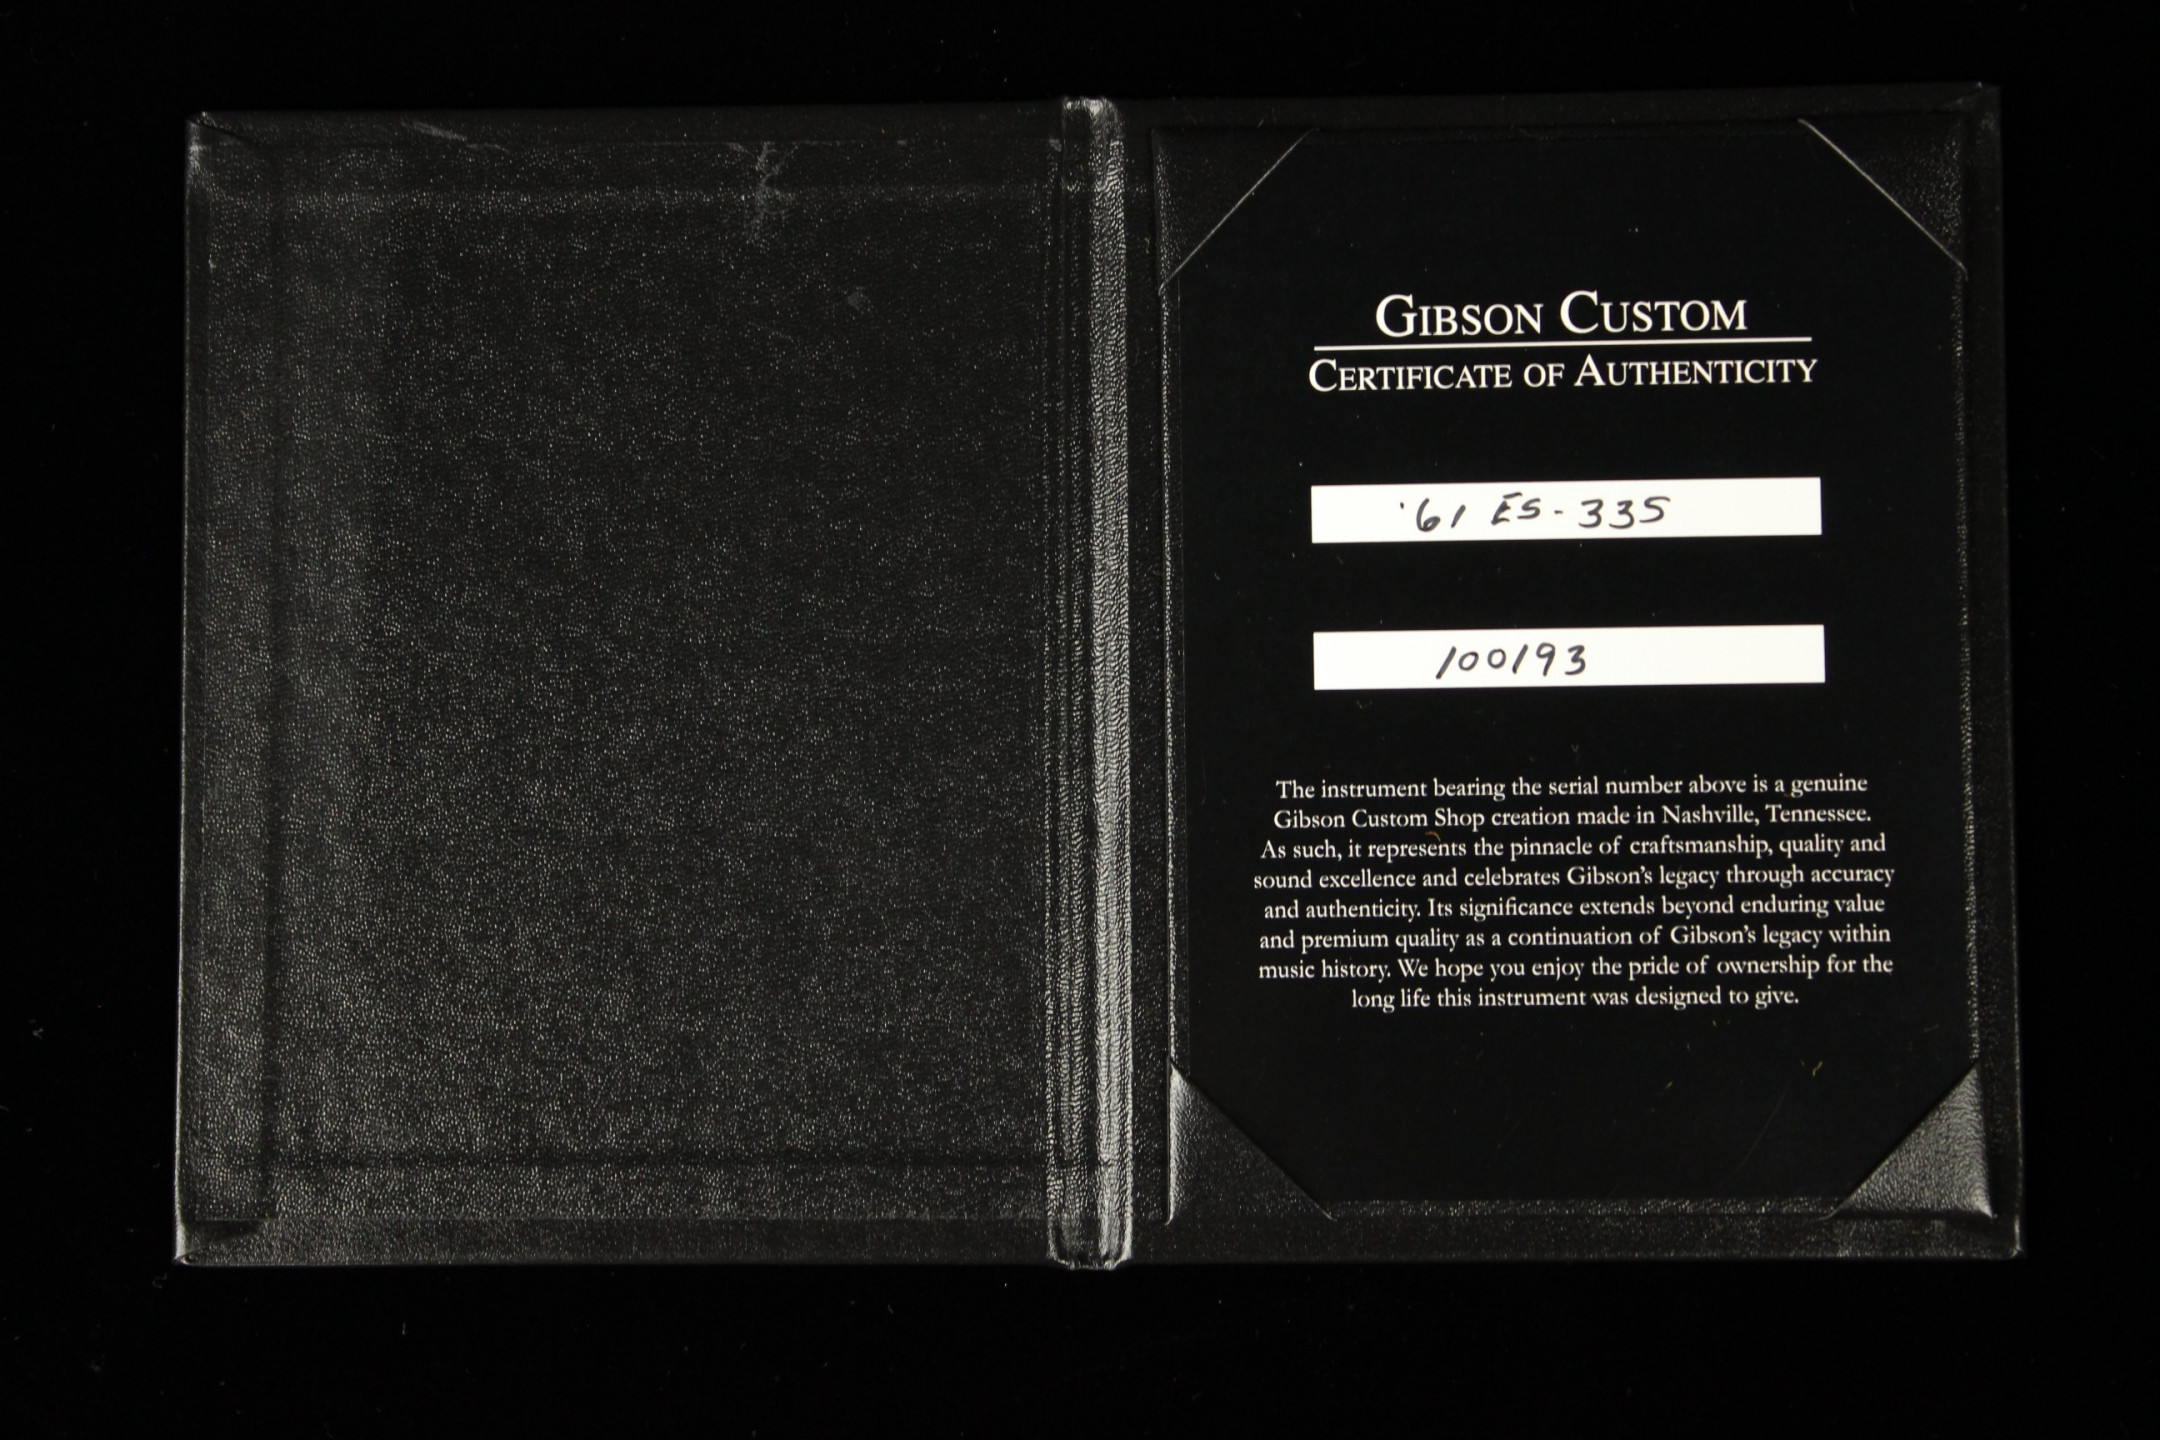 GIBSON CUSTOM
CERTIFICATE OF AUTHENTICITY
'61 ES-335
100193
The instrument bearing the serial number above is a genuine
Gibson Custom Shop creation made in Nashville, Tennessee.
As such, it represents the pinnacle of craftsmanship, quality and
sound excellence and celebrates Gibson's legacy through accuracy
and authenticity. Its significance extends beyond enduring value
and premium quality as a continuation of Gibson's legacy within
music history. We hope you enjoy the pride of ownership for the
long life this instrument was designed to give.